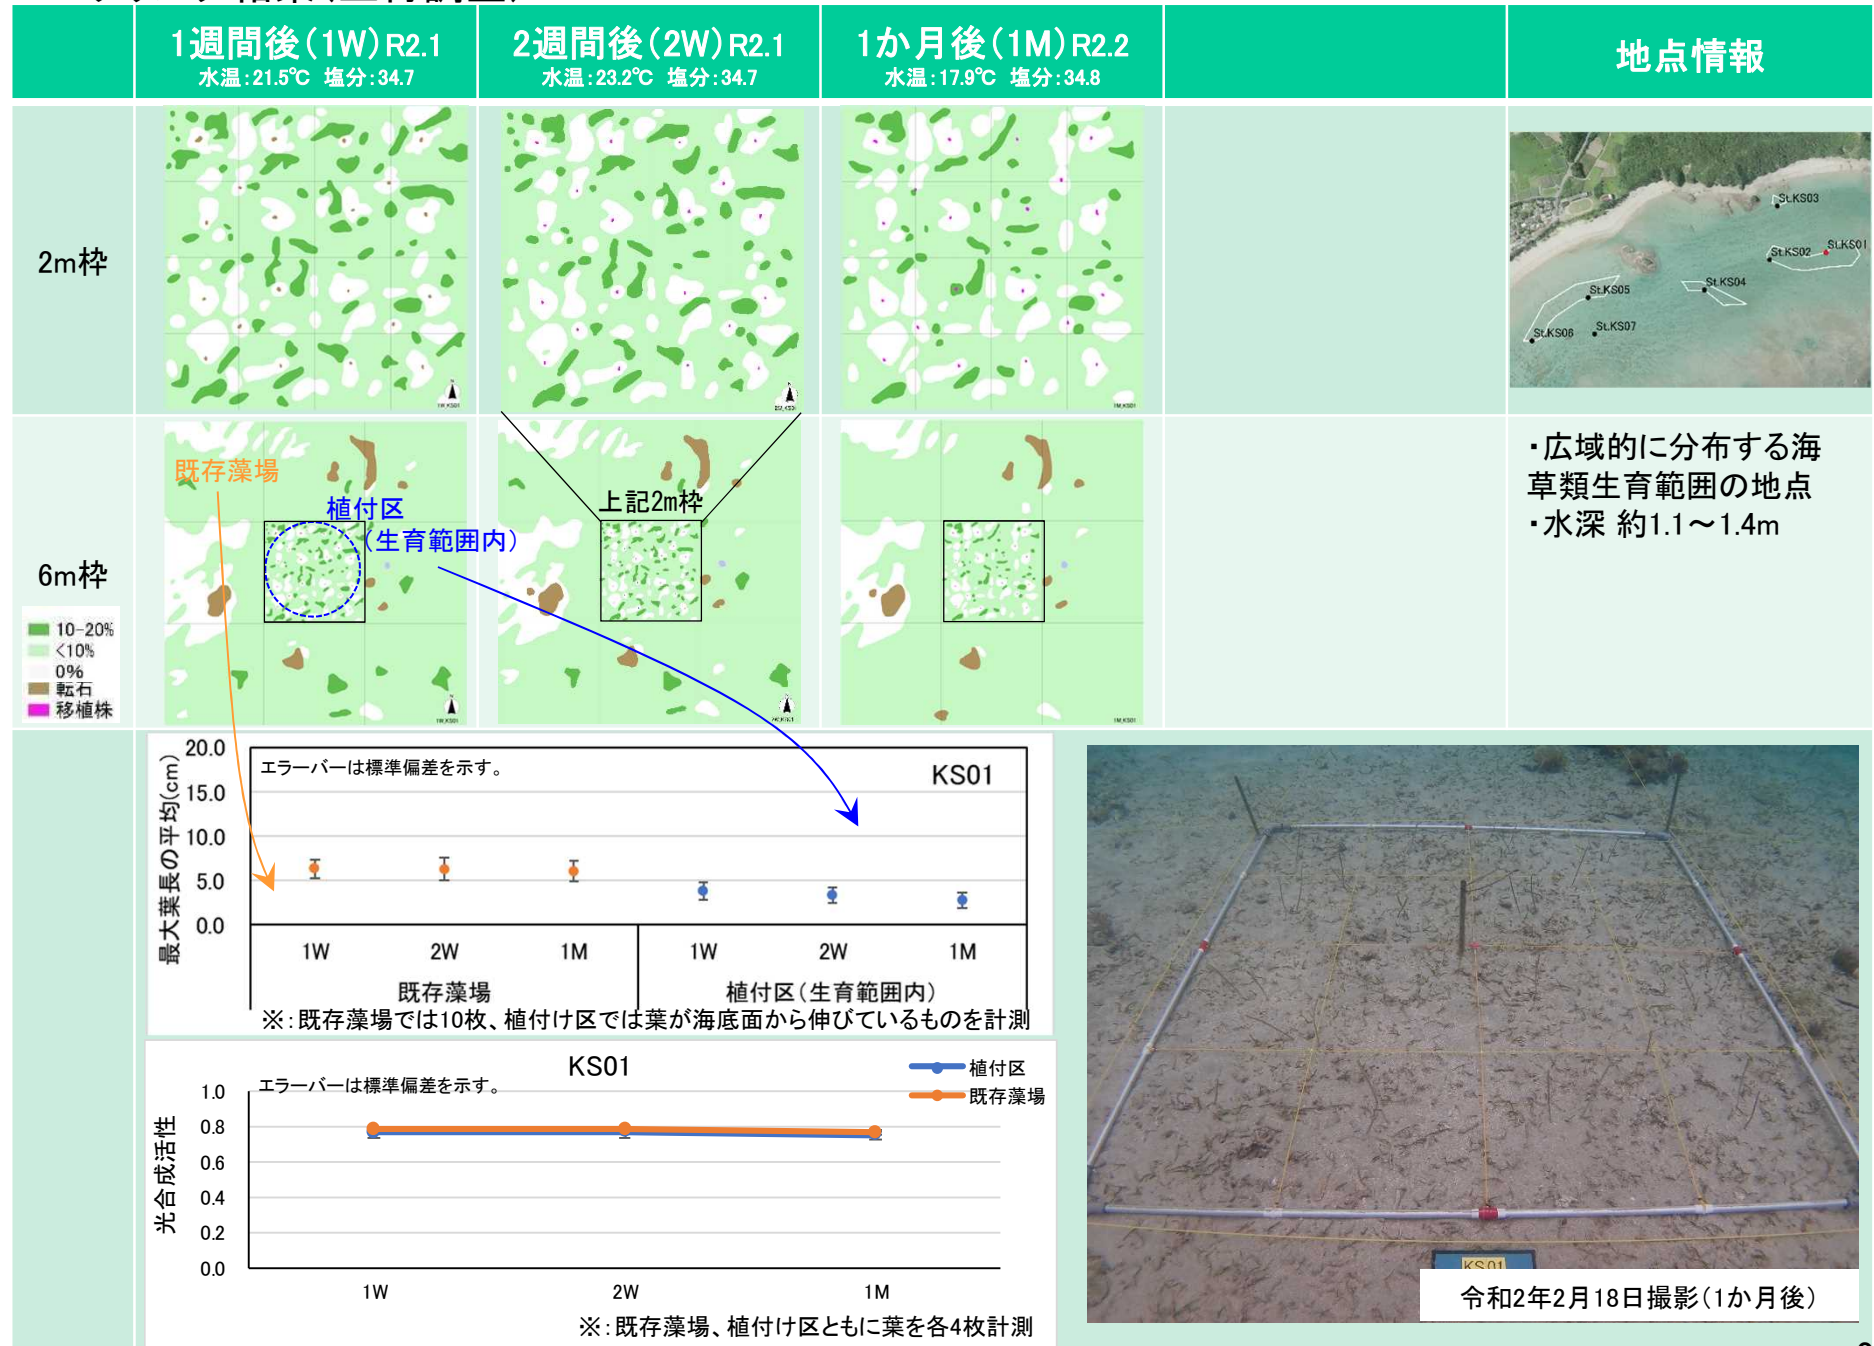 1週間後(1W)R2.1
水温:21.5℃ 塩分:34.7
2週間後(2W)R2.1
水温:23.2℃ 塩分:34.7
1か月後(1M)R2.2
水温:17.9℃ 塩分:34.8
地点情報
2m枠
1W_KS01
1M_KS01
St.KS03
St.KS01
St.KS02
St.KS04
St.KS05
St.KS06
St.KS07
6m枠
10-20%
<10%
0%
転石
移植株
既存藻場
植付区
(生育範囲内)
上記2m枠
1W_KS01
1M_KS01
・広域的に分布する海
草類生育範囲の地点
・水深 約1.1～1.4m
最大葉長の平均(cm)
20.0
15.0
10.0
5.0
0.0
エラーバーは標準偏差を示す。
KS01
1W 2W 1M 1W 2W 1M
既存藻場 植付区(生育範囲内)
※:既存藻場では10枚、植付け区では葉が海底面から伸びているものを計測
KS01
エラーバーは標準偏差を示す。
植付区
既存藻場
光合成活性
1.0
0.8
0.6
0.4
0.2
0.0
1W 2W 1M
※:既存藻場、植付け区ともに葉を各4枚計測
KS01
令和2年2月18日撮影(1か月後)